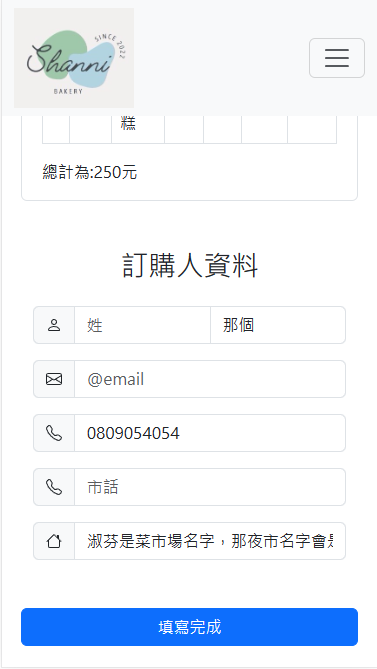 Shanni
SINCE 2022
BAKERY
糕
總計為:250元
訂購人資料
姓 那個
@email
0809054054
市話
淑芬是菜市場名字，那夜市名字會是
填寫完成